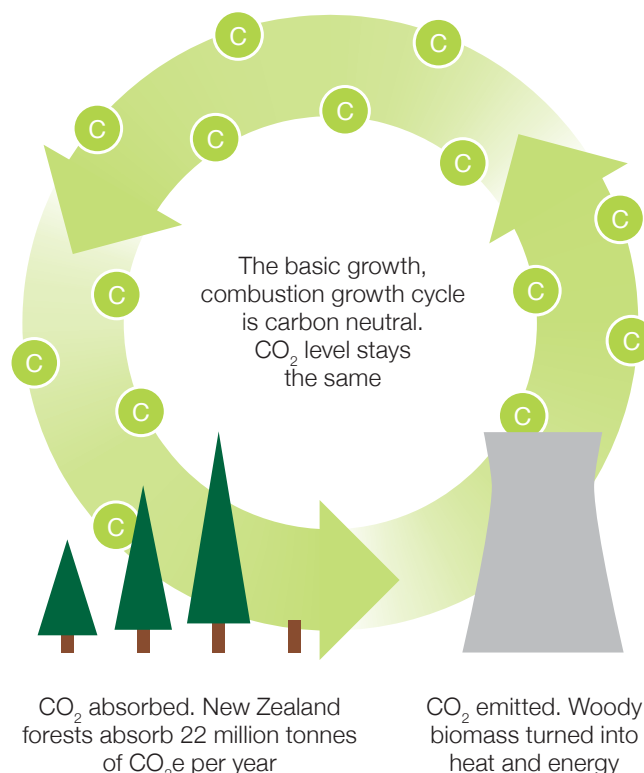 C
C
C
C
C
C
C
C
The basic growth,
combustion growth cycle
is carbon neutral.
CO₂ level stays
the same
C
C
C
C
C
C
C
CO₂ absorbed. New Zealand
forests absorb 22 million tonnes
of CO₂e per year
CO₂ emitted. Woody
biomass turned into
heat and energy